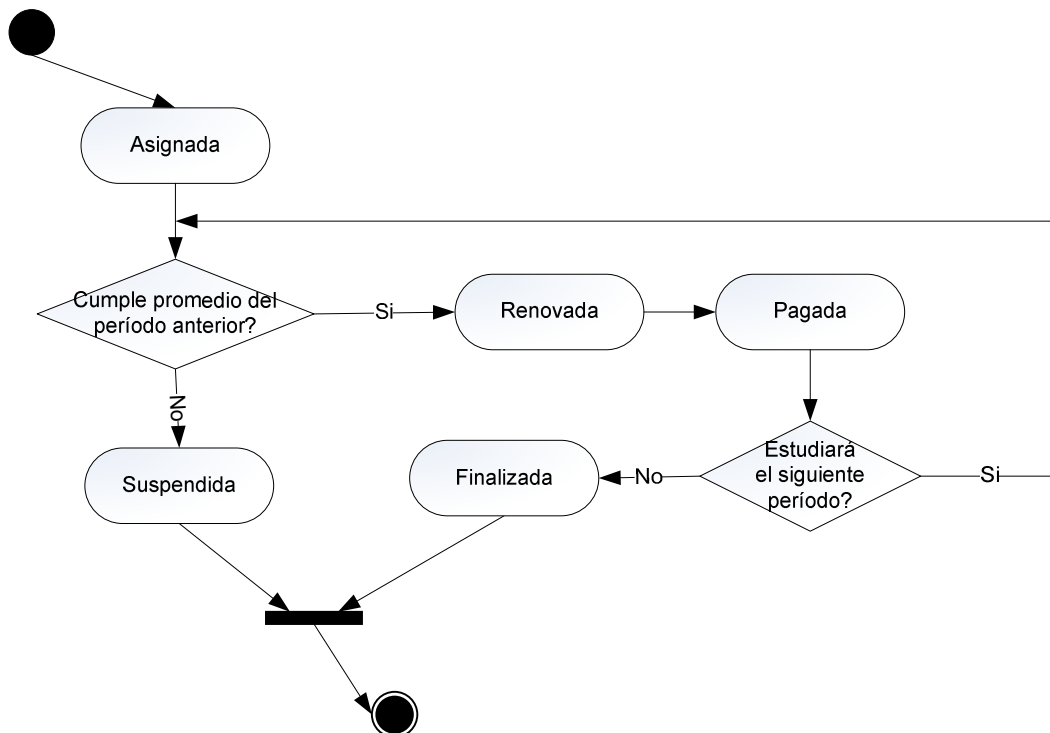 Asignada
Cumple promedio del
período anterior?
Si
Renovada
Pagada
No
Suspendida
Finalizada
No
Estudiará
el siguiente
período?
Si